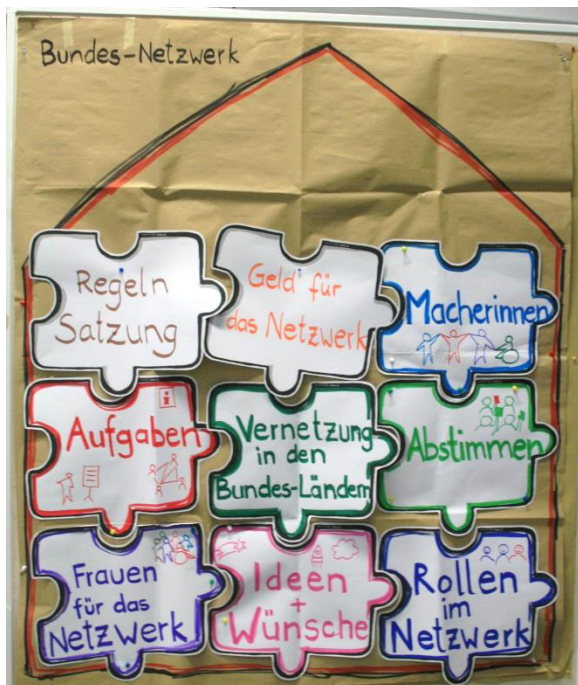 Bundes-Netzwerk
Regeln
Satzung
Geld für
das Netzwerk
Macherinnen
Aufgaben
Vernetzung
in den
Bundes-Ländern
Abstimmen
Frauen
für das
Netzwerk
Ideen
+
Wünsche
Rollen
im
Netzwerk